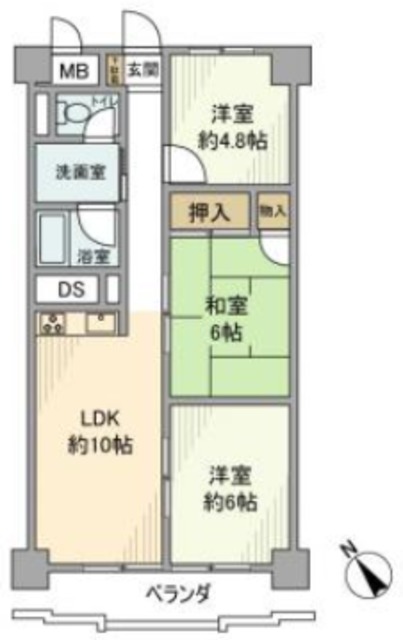 MB
下駄箱
玄関
トイレ
洋室
約4.8帖
洗面室
押入
物入
浴室
DS
和室
6帖
LDK
約10帖
洋室
約6帖
N
ベランダ